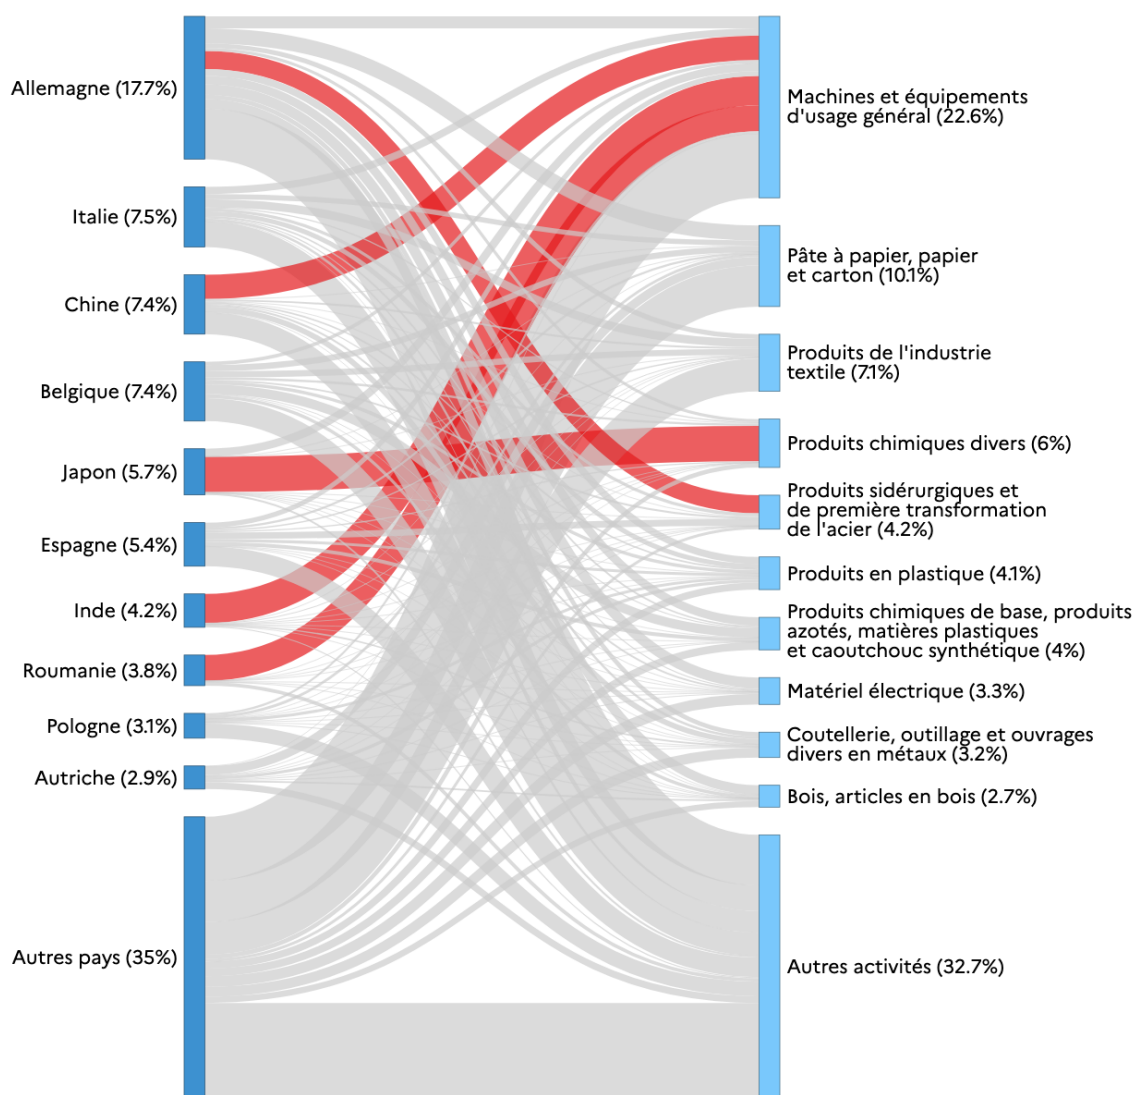 Allemagne (17.7%)
Italie (7.5%)
Chine (7.4%)
Belgique (7.4%)
Japon (5.7%)
Espagne (5.4%)
Inde (4.2%)
Roumanie (3.8%)
Pologne (3.1%)
Autriche (2.9%)
Autres pays (35%)
Machines et équipements
d'usage général (22.6%)
Pâte à papier, papier
et carton (10.1%)
Produits de l'industrie
textile (7.1%)
Produits chimiques divers (6%)
Produits sidérurgiques et
de première transformation
de l'acier (4.2%)
Produits en plastique (4.1%)
Produits chimiques de base, produits
azotés, matières plastiques
et caoutchouc synthétique (4%)
Matériel électrique (3.3%)
Coutellerie, outillage et ouvrages
divers en métaux (3.2%)
Bois, articles en bois (2.7%)
Autres activités (32.7%)